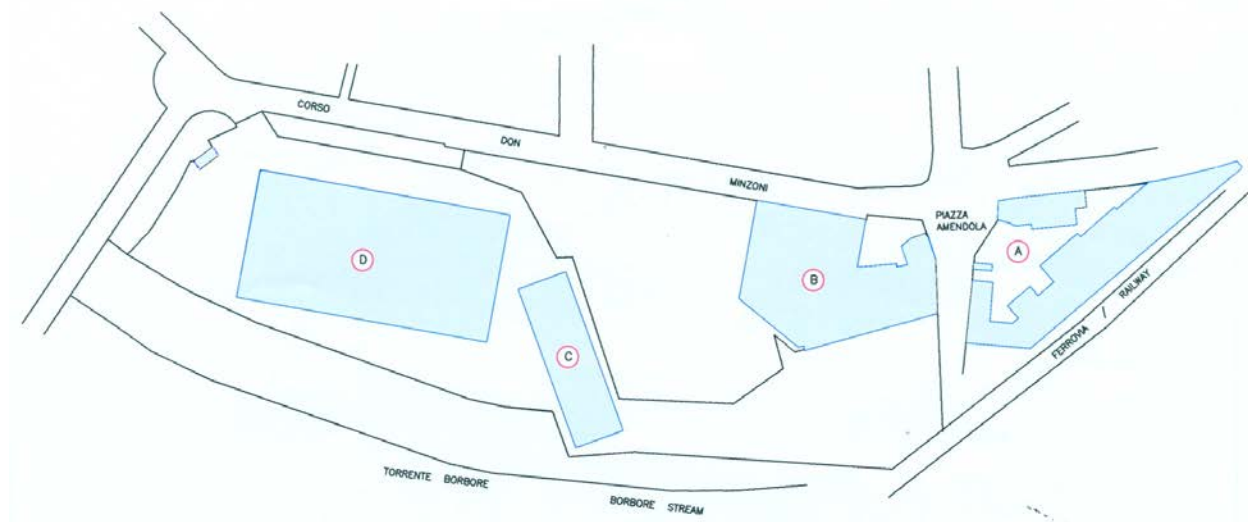 CORSO
DON
MINZONI
PIAZZA
AMENDOLA
A
B
D
C
FERROVIA / RAILWAY
TORRENTE BORBORE
BORBORE STREAM